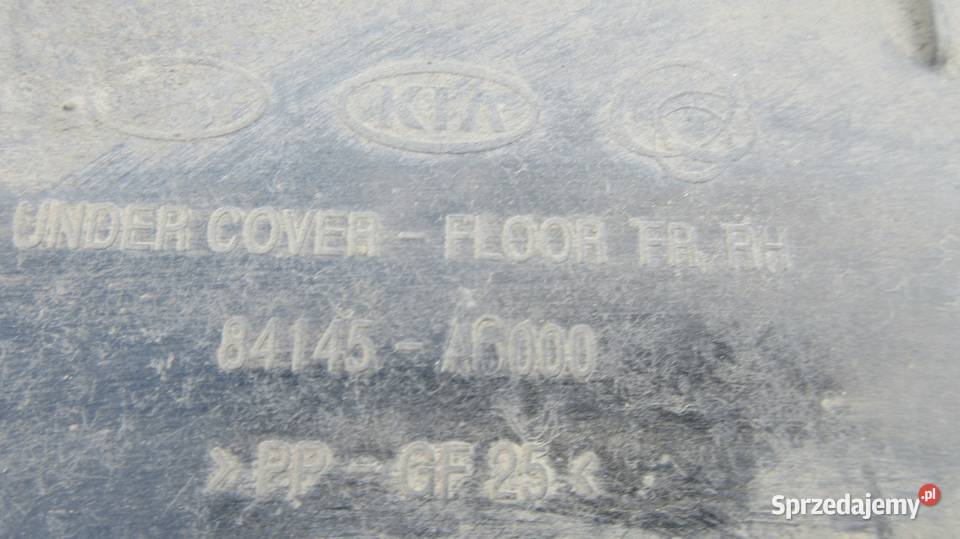 KIA
UNDER COVER - FLOOR FR. RH
84145 - A6000
>PP - GF 25<
Sprzedajemy.pl